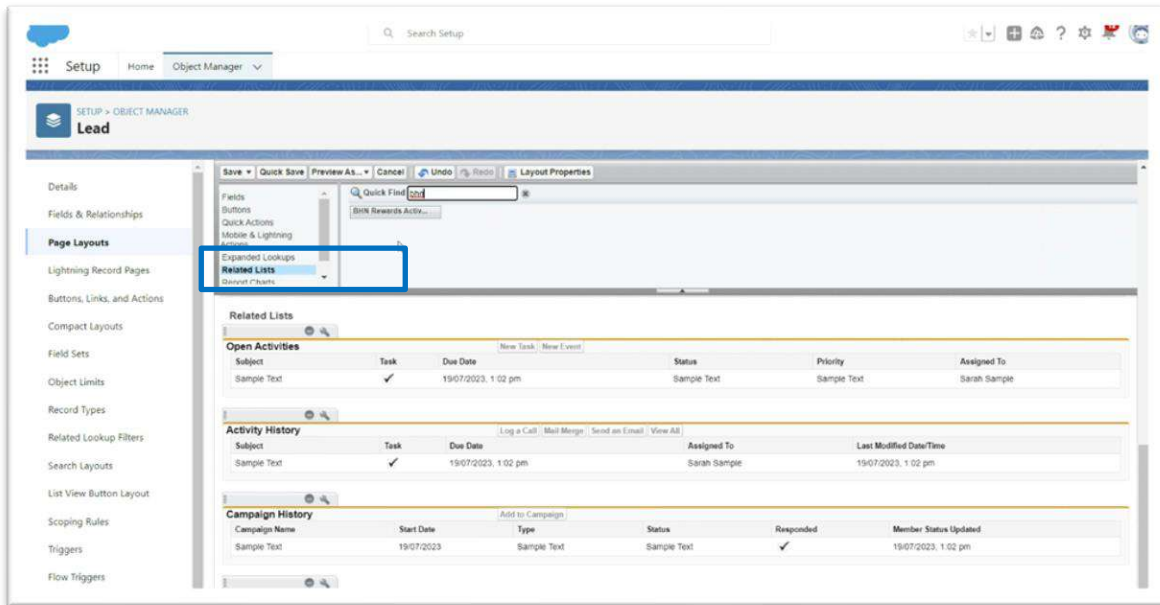 Search Setup
Setup Home Object Manager
SETUP > OBJECT MANAGER
Lead
Save Quick Save Preview As... Cancel Undo Redo Layout Properties
Details
Fields & Relationships
Page Layouts
Lightning Record Pages
Buttons, Links, and Actions
Compact Layouts
Field Sets
Object Limits
Record Types
Related Lookup Filters
Search Layouts
List View Button Layout
Scoping Rules
Triggers
Flow Triggers
Fields
Buttons
Quick Actions
Mobile & Lightning
Actions
Expanded Lookups
Related Lists
Report Charts
Quick Find bhn
BHN Rewards Activ...
Related Lists
Open Activities New Task New Event
Subject Task Due Date Status Priority Assigned To
Sample Text ✓ 19/07/2023, 1:02 pm Sample Text Sample Text Sarah Sample
Activity History Log a Call Mail Merge Send an Email View All
Subject Task Due Date Assigned To Last Modified Date/Time
Sample Text ✓ 19/07/2023, 1:02 pm Sarah Sample 19/07/2023, 1:02 pm
Campaign History Add to Campaign
Campaign Name Start Date Type Status Responded Member Status Updated
Sample Text 19/07/2023 Sample Text Sample Text ✓ 19/07/2023, 1:02 pm